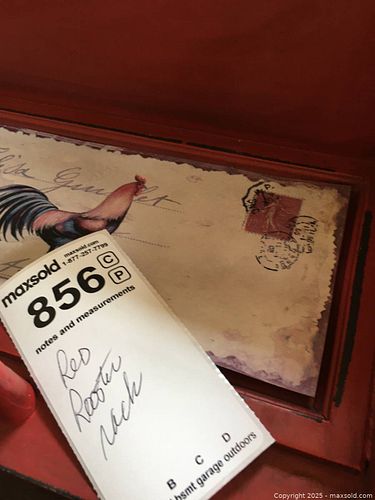 maxsold
maxsold.com
1-877-257-7799
856 C P
notes and measurements
Red
Rooster
rack
B C D
bsmt garage outdoors
Copyright 2025 - maxsold.com